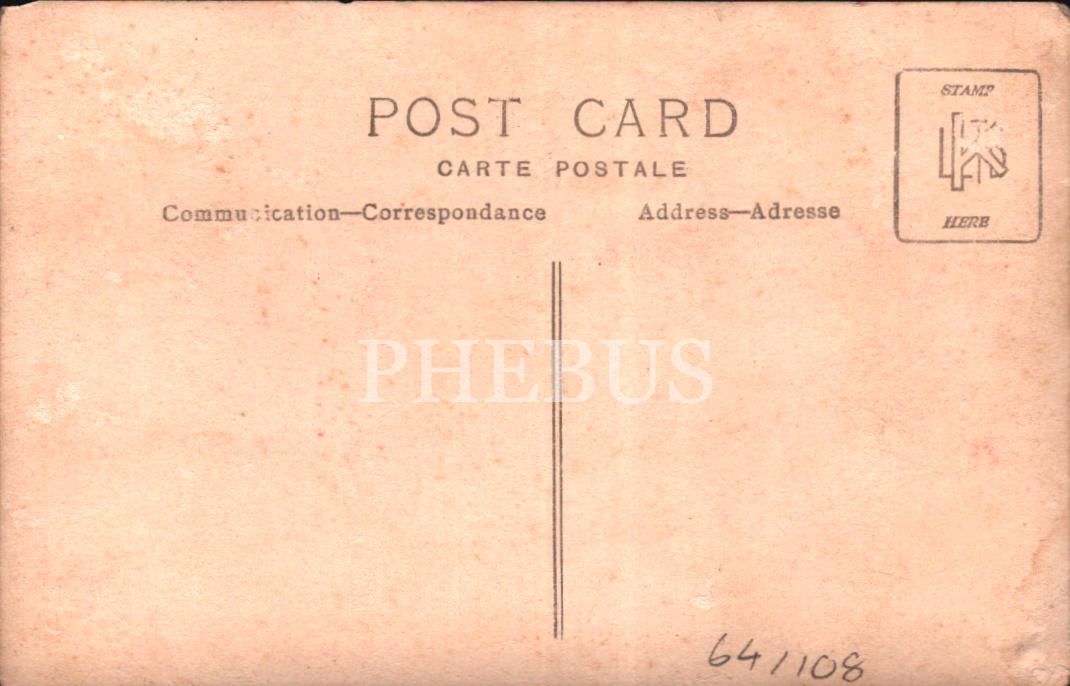 POST CARD
STAMP
CARTE POSTALE
Communication—Correspondance
Address—Adresse
HERE
PHEBUS
64/108